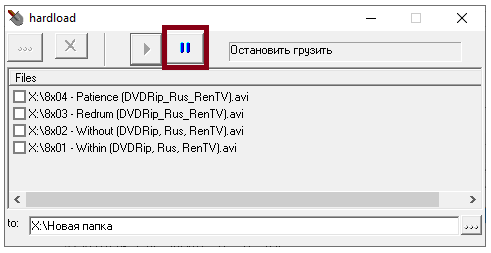 hardload
...
Остановить грузить
Files
X:\8x04 - Patience (DVDRip_Rus_RenTV).avi
X:\8x03 - Redrum (DVDRip_Rus_RenTV).avi
X:\8x02 - Without (DVDRip, Rus, RenTV).avi
X:\8x01 - Within (DVDRip, Rus, RenTV).avi
to: X:\Новая папка ...